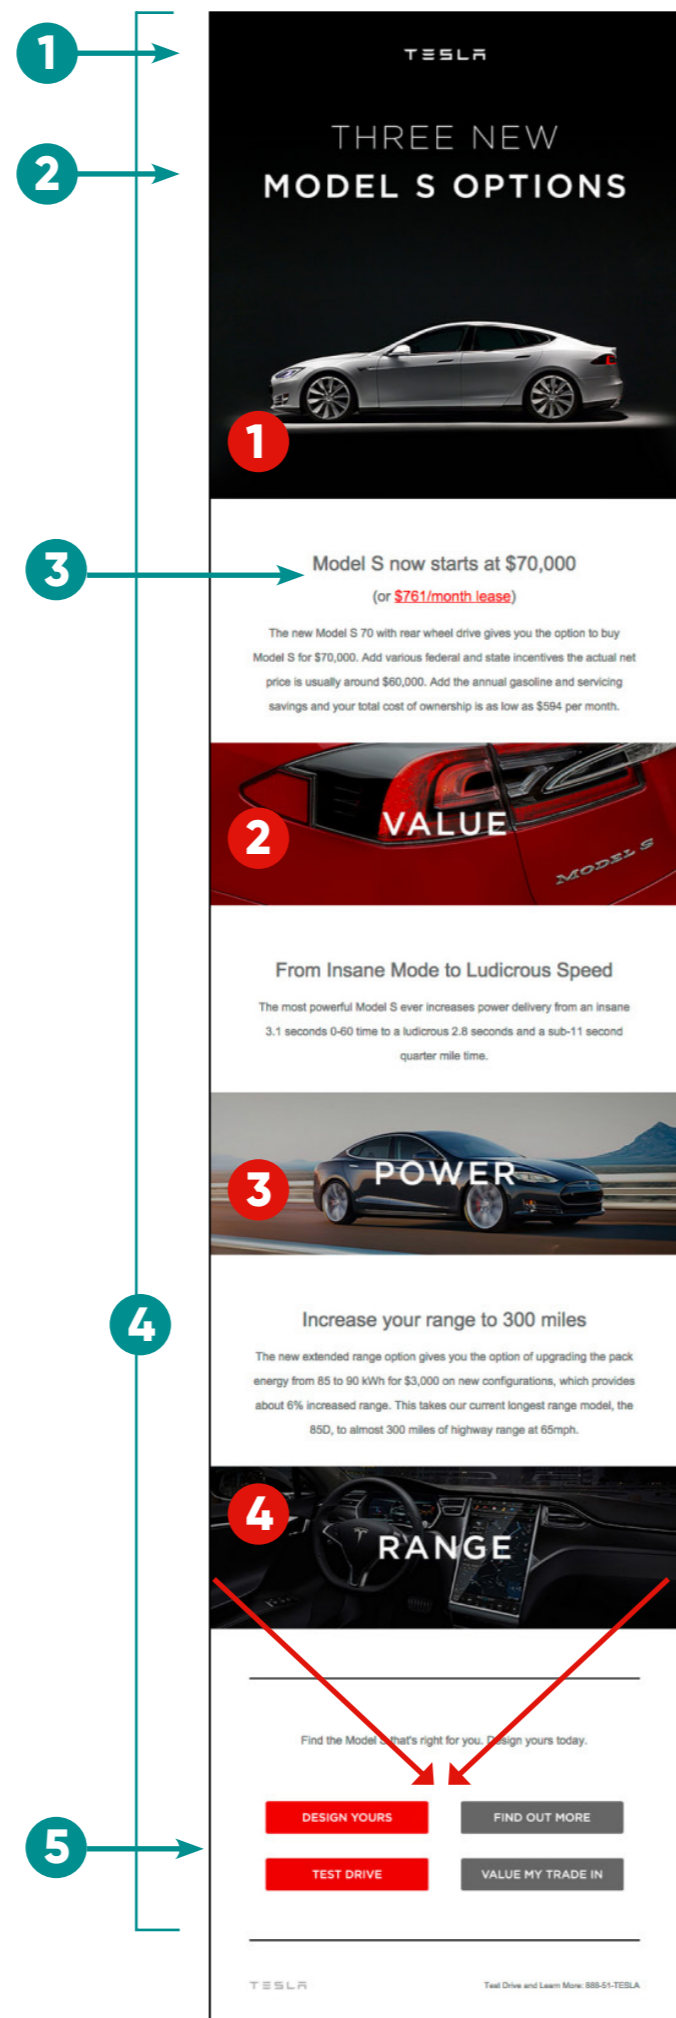 1
TESLA
2
THREE NEW
MODEL S OPTIONS
1
3
Model S now starts at $70,000
(or $761/month lease)
The new Model S 70 with rear wheel drive gives you the option to buy
Model S for $70,000. Add various federal and state incentives the actual net
price is usually around $60,000. Add the annual gasoline and servicing
savings and your total cost of ownership is as low as $594 per month.
2
VALUE
MODEL S
From Insane Mode to Ludicrous Speed
The most powerful Model S ever increases power delivery from an insane
3.1 seconds 0-60 time to a ludicrous 2.8 seconds and a sub-11 second
quarter mile time.
3
POWER
4
Increase your range to 300 miles
The new extended range option gives you the option of upgrading the pack
energy from 85 to 90 kWh for $3,000 on new configurations, which provides
about 6% increased range. This takes our current longest range model, the
85D, to almost 300 miles of highway range at 65mph.
4
RANGE
Find the Model S that's right for you. Design yours today.
DESIGN YOURS
FIND OUT MORE
5
TEST DRIVE
VALUE MY TRADE IN
TESLA
Test Drive and Learn More: 888-51-TESLA